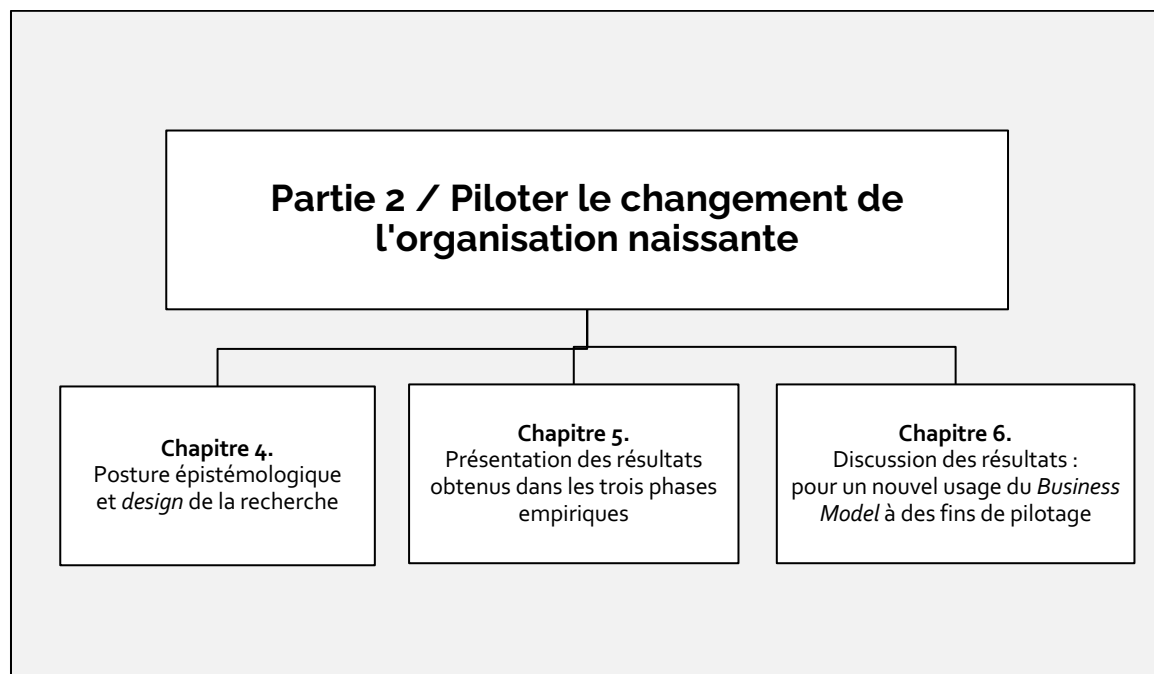 Partie 2 / Piloter le changement de
l'organisation naissante
Chapitre 4.
Posture épistémologique
et design de la recherche
Chapitre 5.
Présentation des résultats
obtenus dans les trois phases
empiriques
Chapitre 6.
Discussion des résultats :
pour un nouvel usage du Business
Model à des fins de pilotage